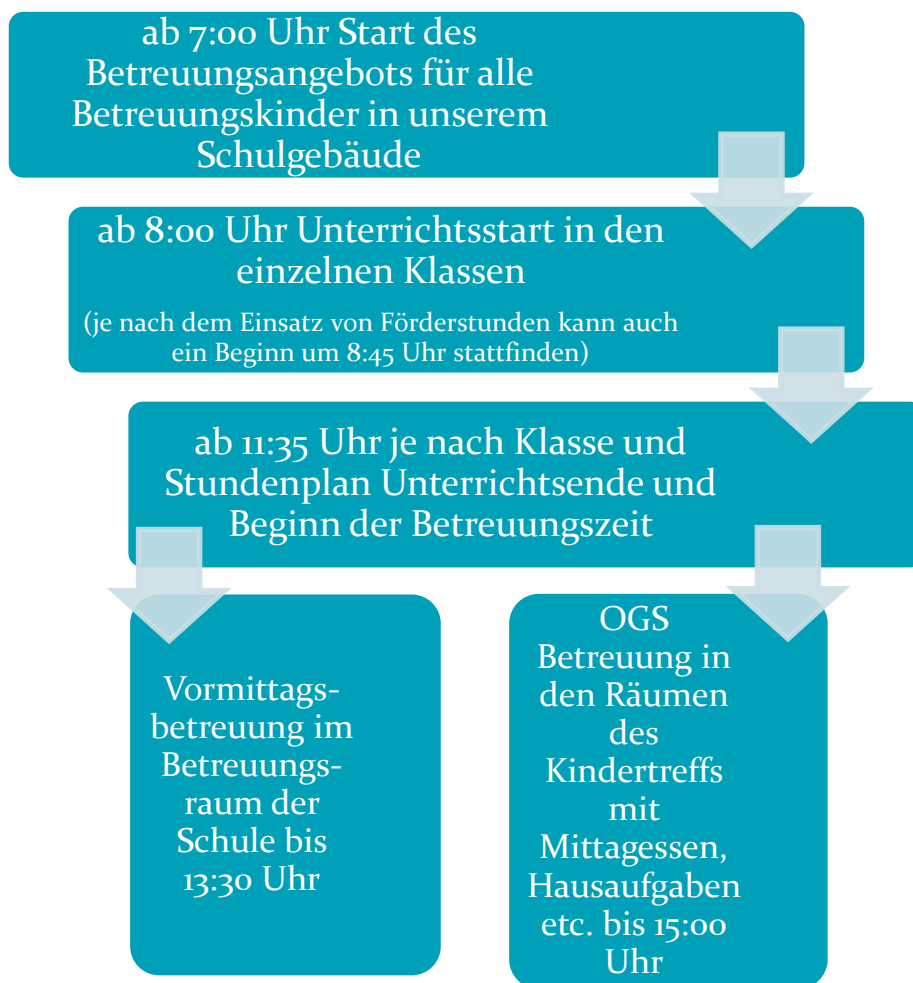 ab 7:00 Uhr Start des
Betreuungsangebots für alle
Betreuungskinder in unserem
Schulgebäude
ab 8:00 Uhr Unterrichtsstart in den
einzelnen Klassen
(je nach dem Einsatz von Förderstunden kann auch
ein Beginn um 8:45 Uhr stattfinden)
ab 11:35 Uhr je nach Klasse und
Stundenplan Unterrichtsende und
Beginn der Betreuungszeit
Vormittags-
betreuung im
Betreuungs-
raum der
Schule bis
13:30 Uhr
OGS
Betreuung in
den Räumen
des
Kindertreffs
mit
Mittagessen,
Hausaufgaben
etc. bis 15:00
Uhr